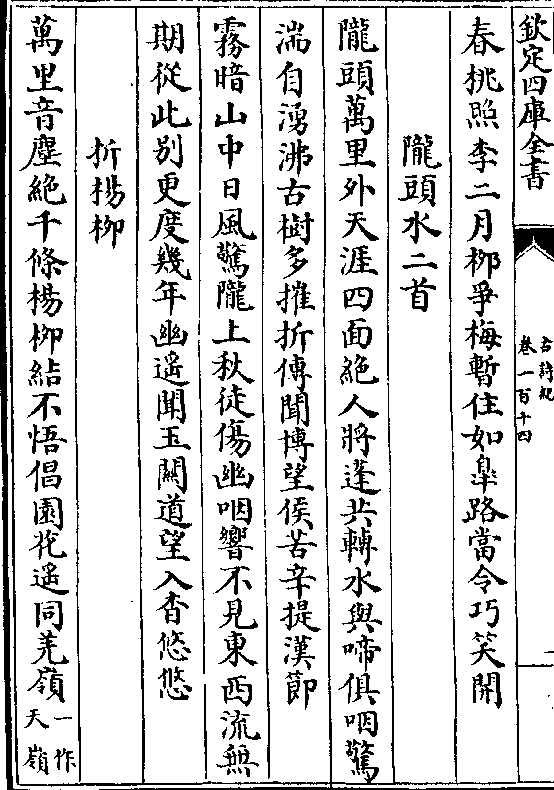 欽定四庫全書
古詩紀
卷一百十四
春桃照李二月栁爭梅暫住如臯路當令巧笑開
隴頭水二首
隴頭萬里外天涯四面絶人將蓬共轉水與啼俱咽驚
湍自湧沸古樹多摧折傳聞博望侯苦辛提漢節
霧暗山中日風驚隴上秋徒傷幽咽響不見東西流無
期從此别更度幾年幽遥聞玉關道望入杳悠悠
折楊栁
萬里音塵絶千條楊栁結不悟倡園花遥同羌嶺一作
天嶺